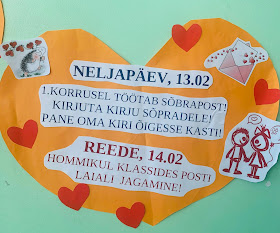 NELJAPÄEV, 13.02
1.KORRUSEL TÖÖTAB SÕBRAPOST!
KIRJUTA KIRJU SÕPRADELE!
PANE OMA KIRI ÕIGESSE KASTI!
REEDE, 14.02
HOMMIKUL KLASSIDES POSTI
LAIALI JAGAMINE!